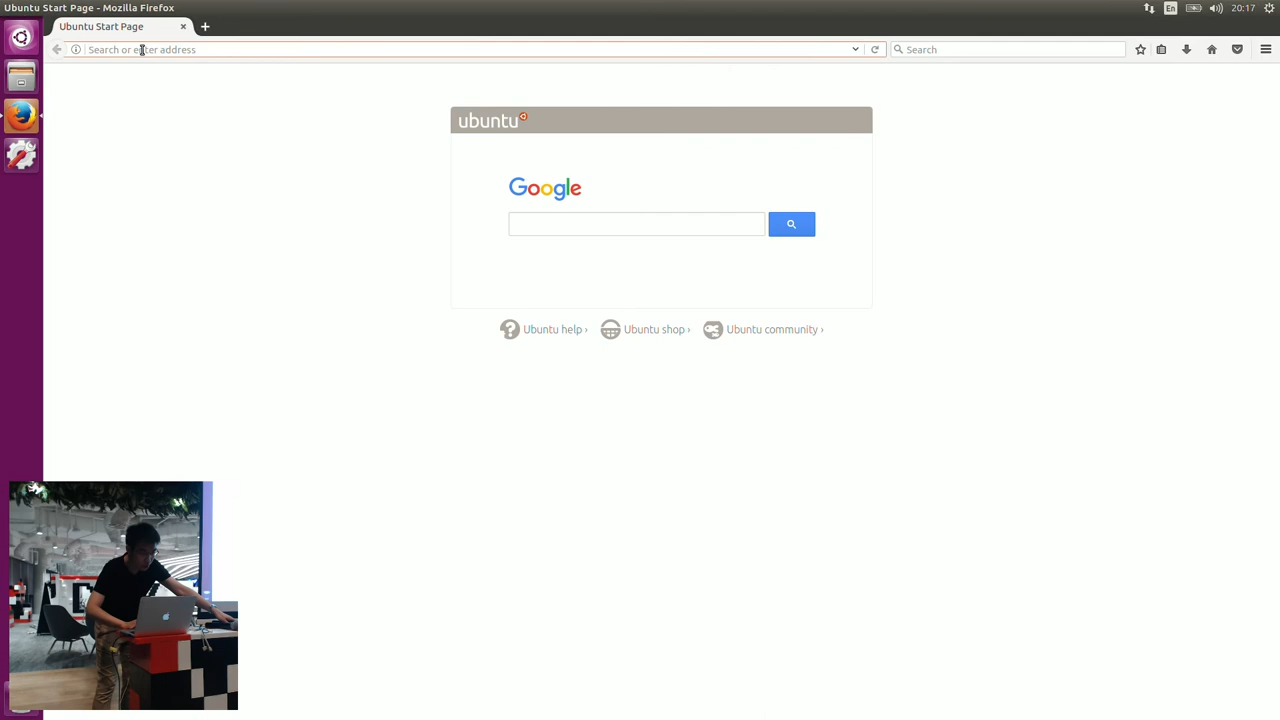 Ubuntu Start Page - Mozilla Firefox
En
20:17
Ubuntu Start Page
Search or enter address
Search
ubuntu
Google
Ubuntu help ›
Ubuntu shop ›
Ubuntu community ›